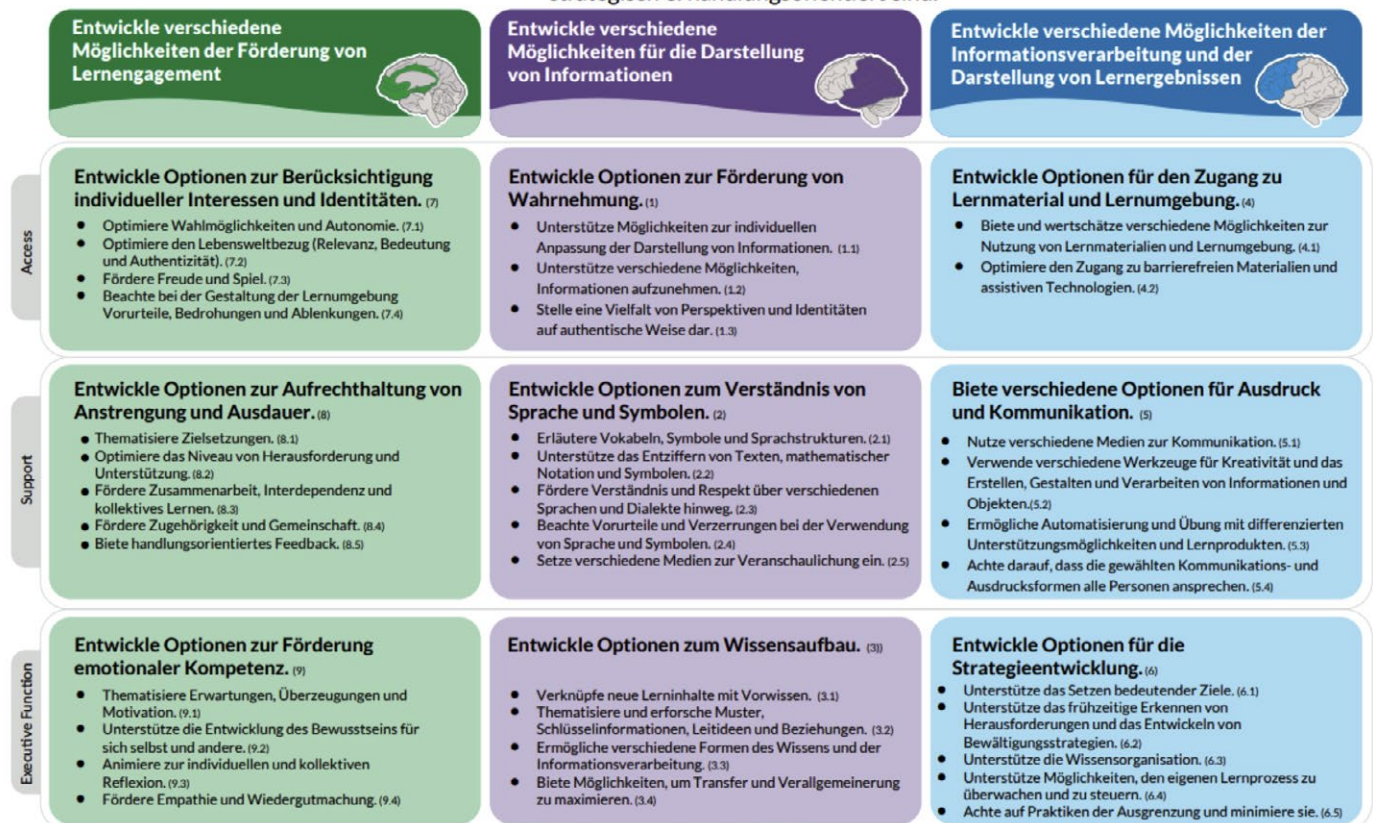 Entwickle verschiedene
Möglichkeiten der Förderung von
Lernengagement
Entwickle verschiedene
Möglichkeiten für die Darstellung
von Informationen
Entwickle verschiedene Möglichkeiten der
Informationsverarbeitung und der
Darstellung von Lernergebnissen
Access
Entwickle Optionen zur Berücksichtigung
individueller Interessen und Identitäten. (7)
● Optimiere Wahlmöglichkeiten und Autonomie. (7.1)
● Optimiere den Lebensweltbezug (Relevanz, Bedeutung
und Authentizität). (7.2)
● Fördere Freude und Spiel. (7.3)
● Beachte bei der Gestaltung der Lernumgebung
Vorurteile, Bedrohungen und Ablenkungen. (7.4)
Entwickle Optionen zur Förderung von
Wahrnehmung. (1)
● Unterstütze Möglichkeiten zur individuellen
Anpassung der Darstellung von Informationen. (1.1)
● Unterstütze verschiedene Möglichkeiten,
Informationen aufzunehmen. (1.2)
● Stelle eine Vielfalt von Perspektiven und Identitäten
auf authentische Weise dar. (1.3)
Entwickle Optionen für den Zugang zu
Lernmaterial und Lernumgebung. (4)
● Biete und wertschätze verschiedene Möglichkeiten zur
Nutzung von Lernmaterialien und Lernumgebung. (4.1)
● Optimiere den Zugang zu barrierefreien Materialien und
assistiven Technologien. (4.2)
Support
Entwickle Optionen zur Aufrechthaltung von
Anstrengung und Ausdauer. (8)
● Thematisiere Zielsetzungen. (8.1)
● Optimiere das Niveau von Herausforderung und
Unterstützung. (8.2)
● Fördere Zusammenarbeit, Interdependenz und
kollektives Lernen. (8.3)
● Fördere Zugehörigkeit und Gemeinschaft. (8.4)
● Biete handlungsorientiertes Feedback. (8.5)
Entwickle Optionen zum Verständnis von
Sprache und Symbolen. (2)
● Erläutere Vokabeln, Symbole und Sprachstrukturen. (2.1)
● Unterstütze das Entziffern von Texten, mathematischer
Notation und Symbolen. (2.2)
● Fördere Verständnis und Respekt über verschiedenen
Sprachen und Dialekte hinweg. (2.3)
● Beachte Vorurteile und Verzerrungen bei der Verwendung
von Sprache und Symbolen. (2.4)
● Setze verschiedene Medien zur Veranschaulichung ein. (2.5)
Biete verschiedene Optionen für Ausdruck
und Kommunikation. (5)
● Nutze verschiedene Medien zur Kommunikation. (5.1)
● Verwende verschiedene Werkzeuge für Kreativität und das
Erstellen, Gestalten und Verarbeiten von Informationen und
Objekten.(5.2)
● Ermögliche Automatisierung und Übung mit differenzierten
Unterstützungsmöglichkeiten und Lernprodukten. (5.3)
● Achte darauf, dass die gewählten Kommunikations- und
Ausdrucksformen alle Personen ansprechen. (5.4)
Executive Function
Entwickle Optionen zur Förderung
emotionaler Kompetenz. (9)
● Thematisiere Erwartungen, Überzeugungen und
Motivation. (9.1)
● Unterstütze die Entwicklung des Bewusstseins für
sich selbst und andere. (9.2)
● Animiere zur individuellen und kollektiven
Reflexion. (9.3)
● Fördere Empathie und Wiedergutmachung. (9.4)
Entwickle Optionen zum Wissensaufbau. (3))
● Verknüpfe neue Lerninhalte mit Vorwissen. (3.1)
● Thematisiere und erforsche Muster,
Schlüsselinformationen, Leitideen und Beziehungen. (3.2)
● Ermögliche verschiedene Formen des Wissens und der
Informationsverarbeitung. (3.3)
● Biete Möglichkeiten, um Transfer und Verallgemeinerung
zu maximieren. (3.4)
Entwickle Optionen für die
Strategieentwicklung. (6)
● Unterstütze das Setzen bedeutender Ziele. (6.1)
● Unterstütze das frühzeitige Erkennen von
Herausforderungen und das Entwickeln von
Bewältigungsstrategien. (6.2)
● Unterstütze die Wissensorganisation. (6.3)
● Unterstütze Möglichkeiten, den eigenen Lernprozess zu
überwachen und zu steuern. (6.4)
● Achte auf Praktiken der Ausgrenzung und minimiere sie. (6.5)